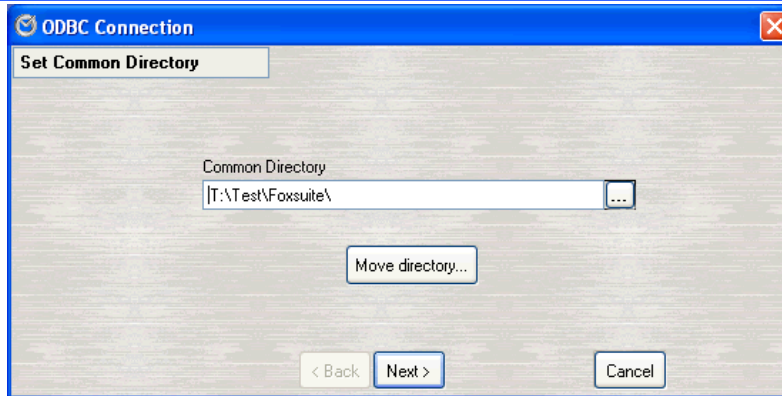 ODBC Connection
Set Common Directory
Common Directory
T:\Test\Foxsuite\
...
Move directory...
< Back Next > Cancel